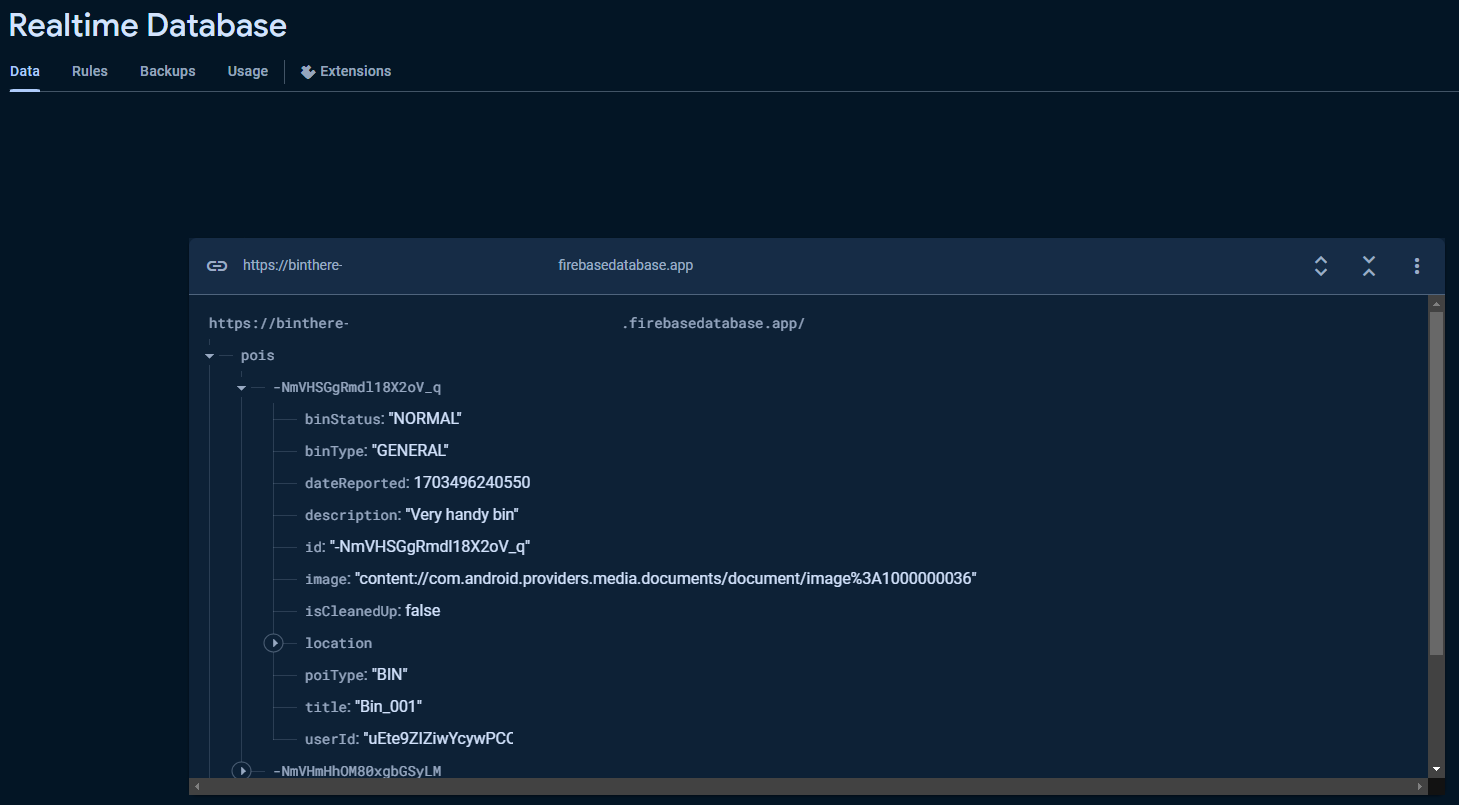 Realtime Database
Data Rules Backups Usage Extensions
https://binthere- firebasedatabase.app
https://binthere- .firebasedatabase.app/
pois
-NmVHSGgRmdl18X2oV_q
binStatus: "NORMAL"
binType: "GENERAL"
dateReported: 1703496240550
description: "Very handy bin"
id: "-NmVHSGgRmdl18X2oV_q"
image: "content://com.android.providers.media.documents/document/image%3A1000000036"
isCleanedUp: false
location
poiType: "BIN"
title: "Bin_001"
userId: "uEte9ZIZiwYcywPCC
-NmVHmHhOM80xgbGSyLM